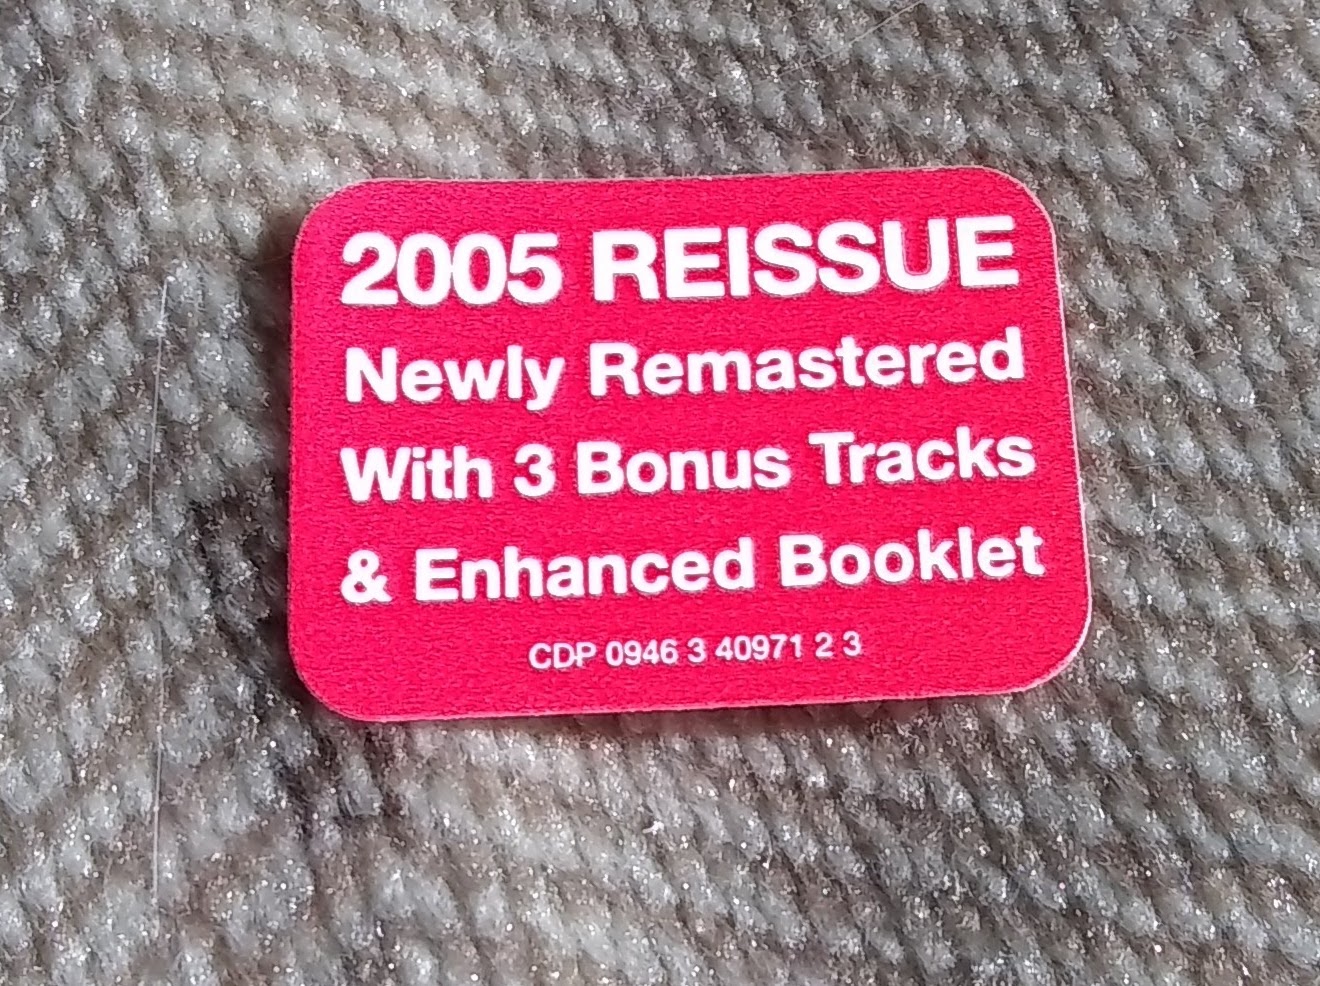 2005 REISSUE
Newly Remastered
With 3 Bonus Tracks
& Enhanced Booklet
CDP 0946 3 40971 2 3